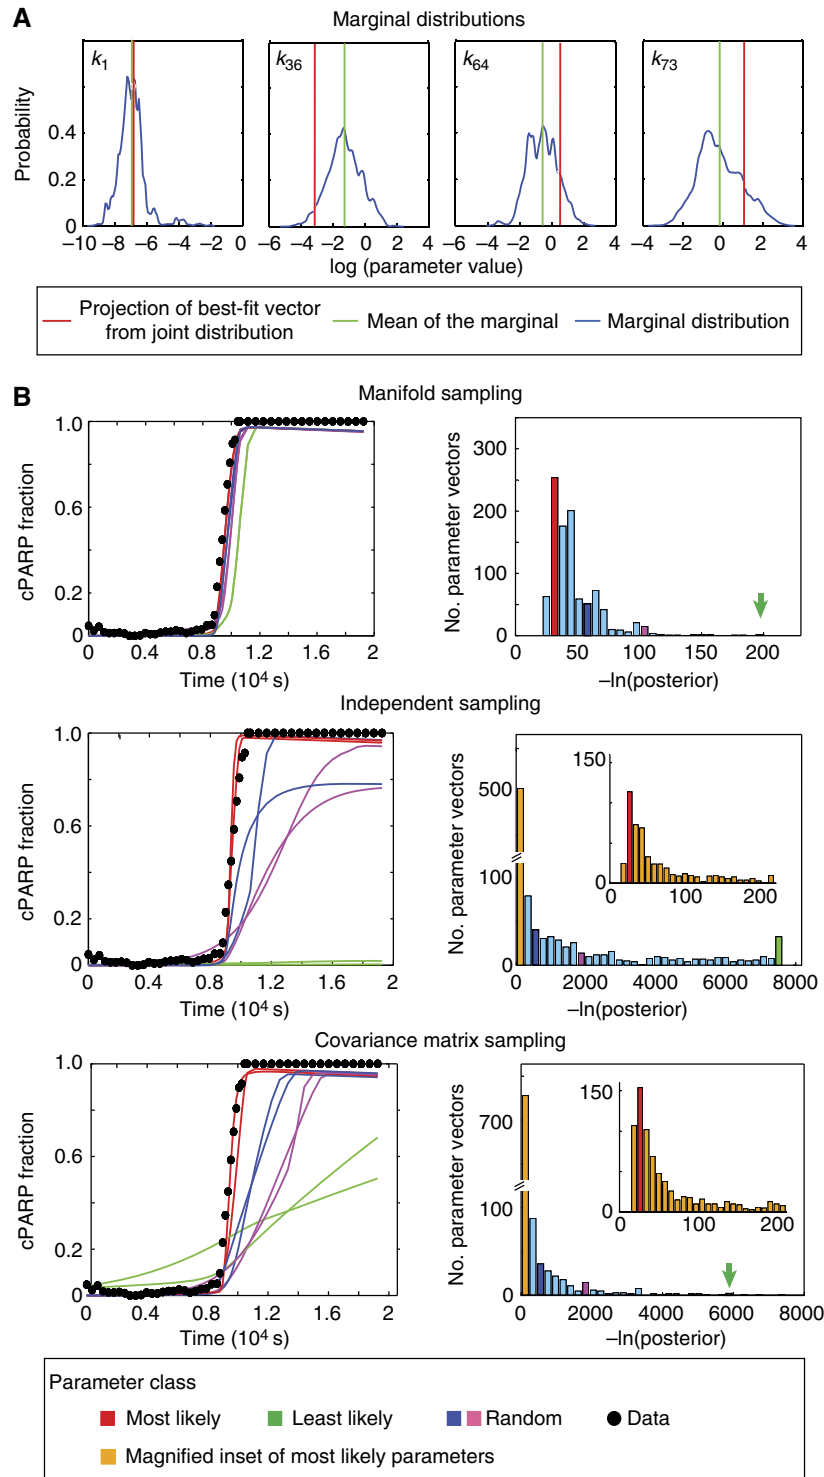 A
Marginal distributions
k1
k36
k64
k73
Probability
0.4
0.2
0
−10 −8 −6 −4 −2 0
−6 −4 −2 0 2 4
−6 −4 −2 0 2 4
−4 −2 0 2 4
log (parameter value)
Projection of best-fit vector
from joint distribution
Mean of the marginal
Marginal distribution
B
Manifold sampling
cPARP fraction
1.0
0.6
0.2
0
0 0.4 0.8 1.2 1.6 2
Time (10⁴ s)
No. parameter vectors
300
200
100
0
0 50 100 150 200
−ln(posterior)
Independent sampling
cPARP fraction
1.0
0.6
0.2
0
0 0.4 0.8 1.2 1.6 2
Time (10⁴ s)
No. parameter vectors
500
100
0
0 2000 4000 6000 8000
−ln(posterior)
150
0
0 100 200
Covariance matrix sampling
cPARP fraction
1.0
0.6
0.2
0
0 0.4 0.8 1.2 1.6 2
Time (10⁴ s)
No. parameter vectors
700
100
0
0 2000 4000 6000 8000
−ln(posterior)
150
0
0 100 200
Parameter class
Most likely
Least likely
Random
Data
Magnified inset of most likely parameters